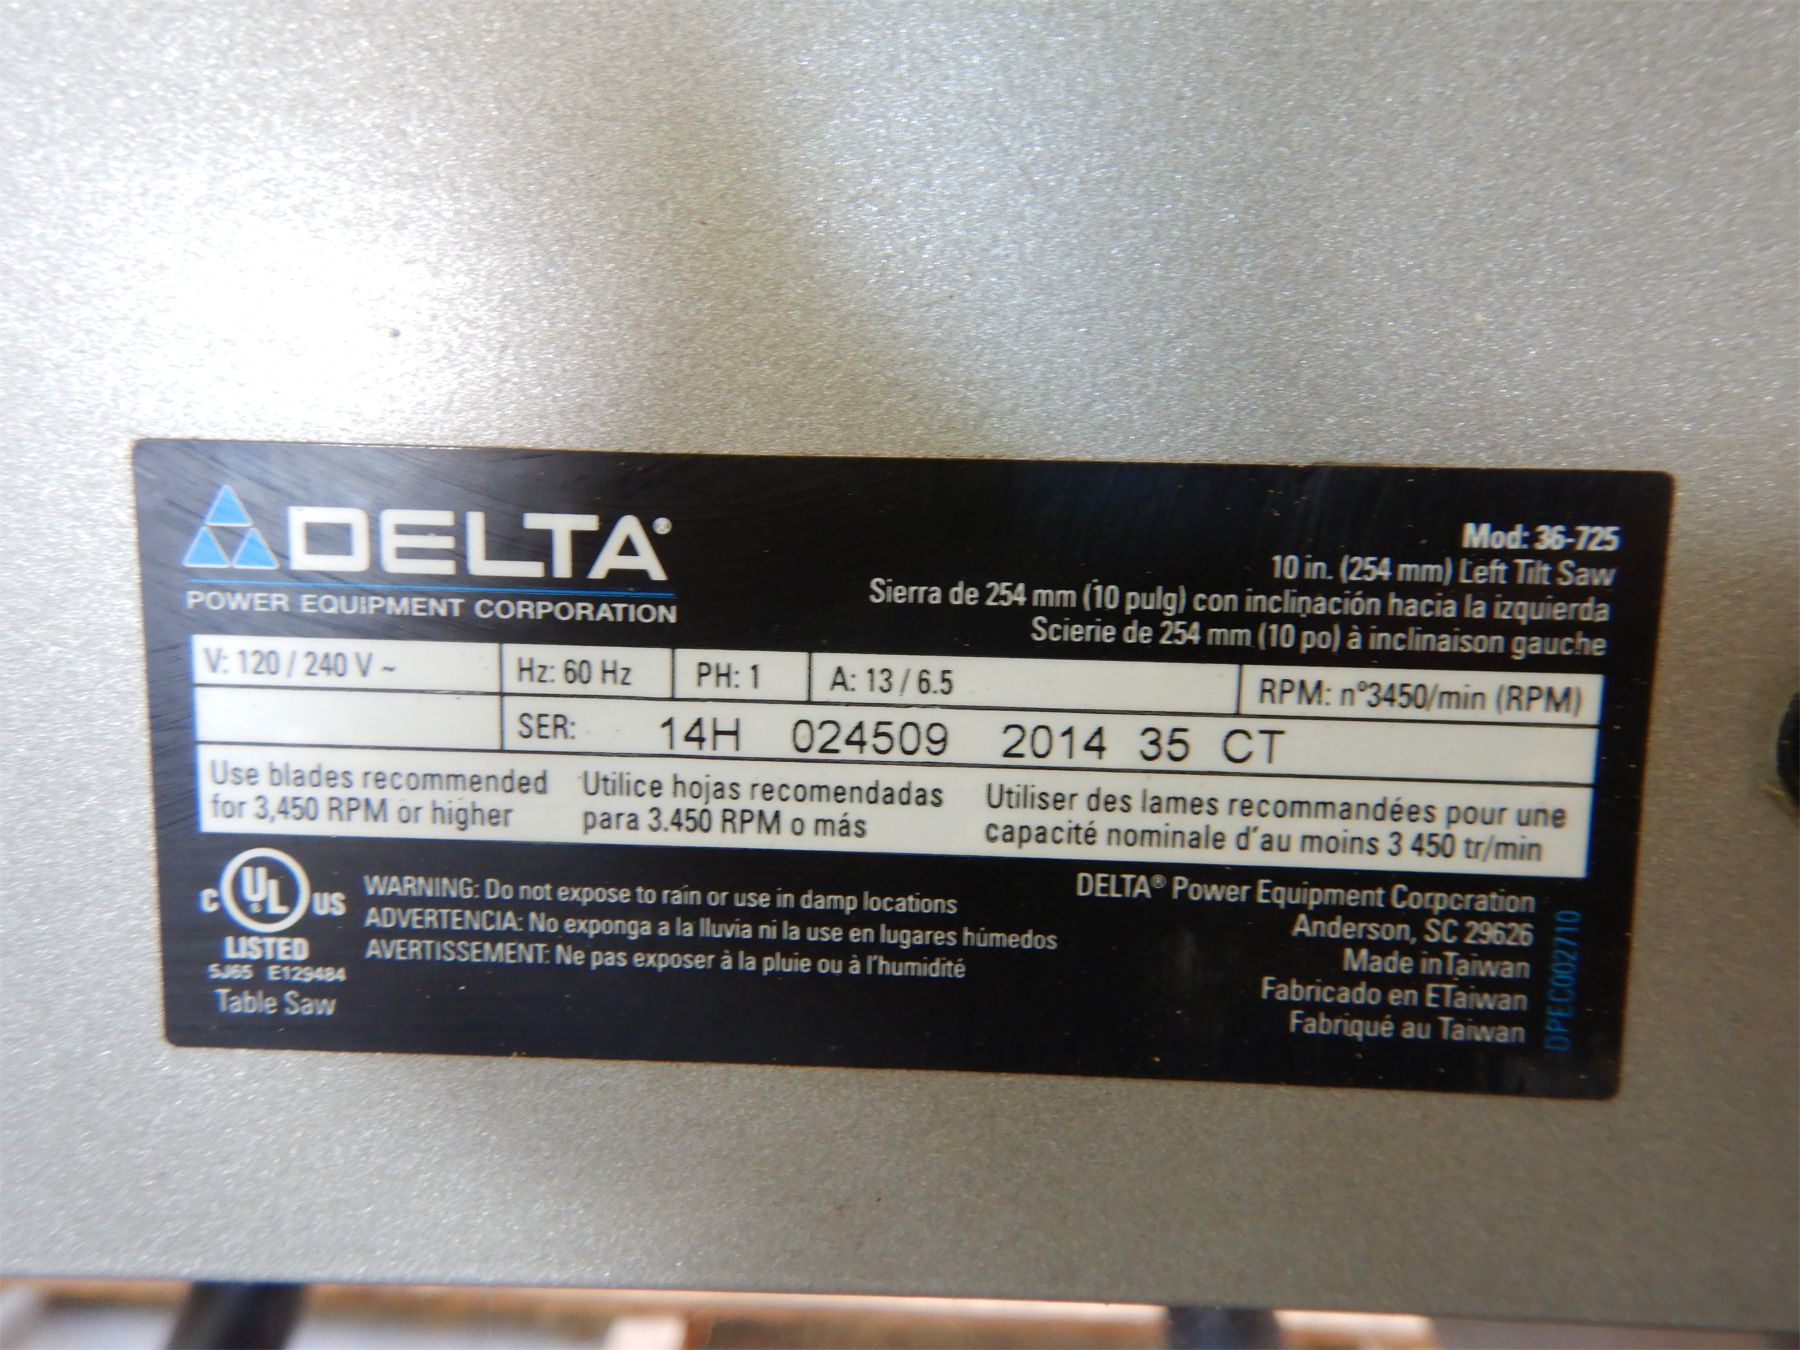 DELTA®
POWER EQUIPMENT CORPORATION
Mod: 36-725
10 in. (254 mm) Left Tilt Saw
Sierra de 254 mm (10 pulg) con inclinación hacia la izquierda
Scierie de 254 mm (10 po) à inclinaison gauche
V: 120 / 240 V ~ Hz: 60 Hz PH: 1 A: 13 / 6.5 RPM: n°3450/min (RPM)
SER: 14H 024509 2014 35 CT
Use blades recommended
for 3,450 RPM or higher
Utilice hojas recomendadas
para 3.450 RPM o más
Utiliser des lames recommandées pour une
capacité nominale d'au moins 3 450 tr/min
C UL® US
LISTED
5J65 E129484
Table Saw
WARNING: Do not expose to rain or use in damp locations
ADVERTENCIA: No exponga a la lluvia ni la use en lugares húmedos
AVERTISSEMENT: Ne pas exposer à la pluie ou à l'humidité
DELTA® Power Equipment Corporation
Anderson, SC 29626
Made in Taiwan
Fabricado en ETaiwan
Fabriqué au Taiwan
DPEC002710